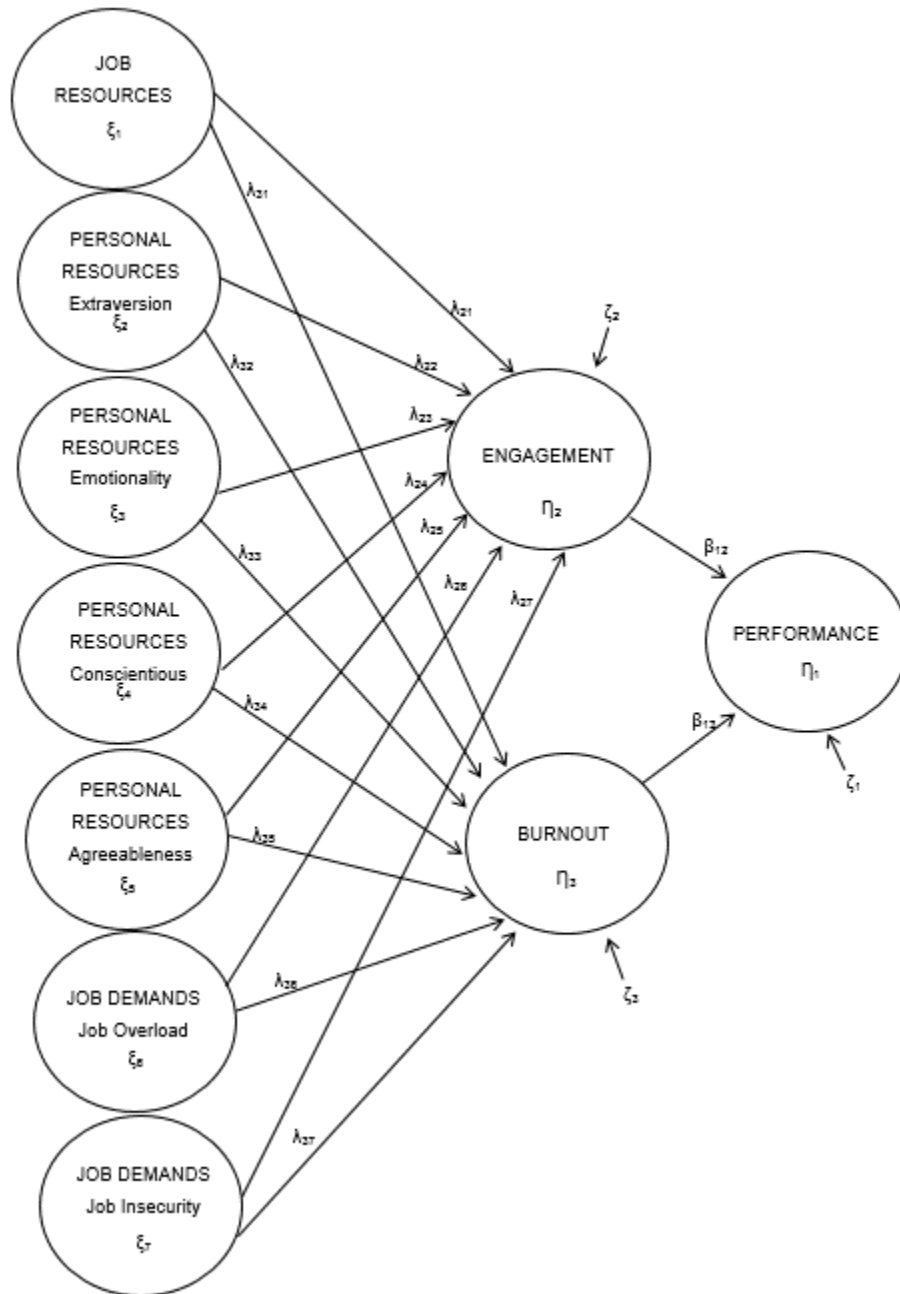 JOB
RESOURCES
ξ₁
PERSONAL
RESOURCES
Extraversion
ξ₂
PERSONAL
RESOURCES
Emotionality
ξ₃
PERSONAL
RESOURCES
Conscientious
ξ₄
PERSONAL
RESOURCES
Agreeableness
ξ₅
JOB DEMANDS
Job Overload
ξ₆
JOB DEMANDS
Job Insecurity
ξ₇
λ₃₁
λ₂₁
λ₃₂
λ₂₂
λ₂₃
λ₃₃
λ₂₄
λ₂₅
λ₂₆
λ₂₇
λ₃₄
λ₃₅
λ₃₆
λ₃₇
ζ₂
ENGAGEMENT
η₂
β₁₂
PERFORMANCE
η₁
β₁₃
ζ₁
BURNOUT
η₃
ζ₃